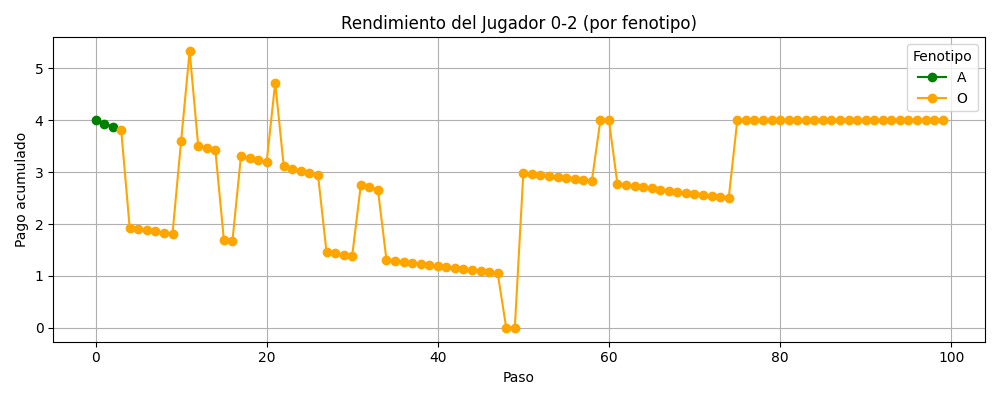 Rendimiento del Jugador 0-2 (por fenotipo)
Fenotipo
A
O
Pago acumulado
5
4
3
2
1
0
0 20 40 60 80 100
Paso